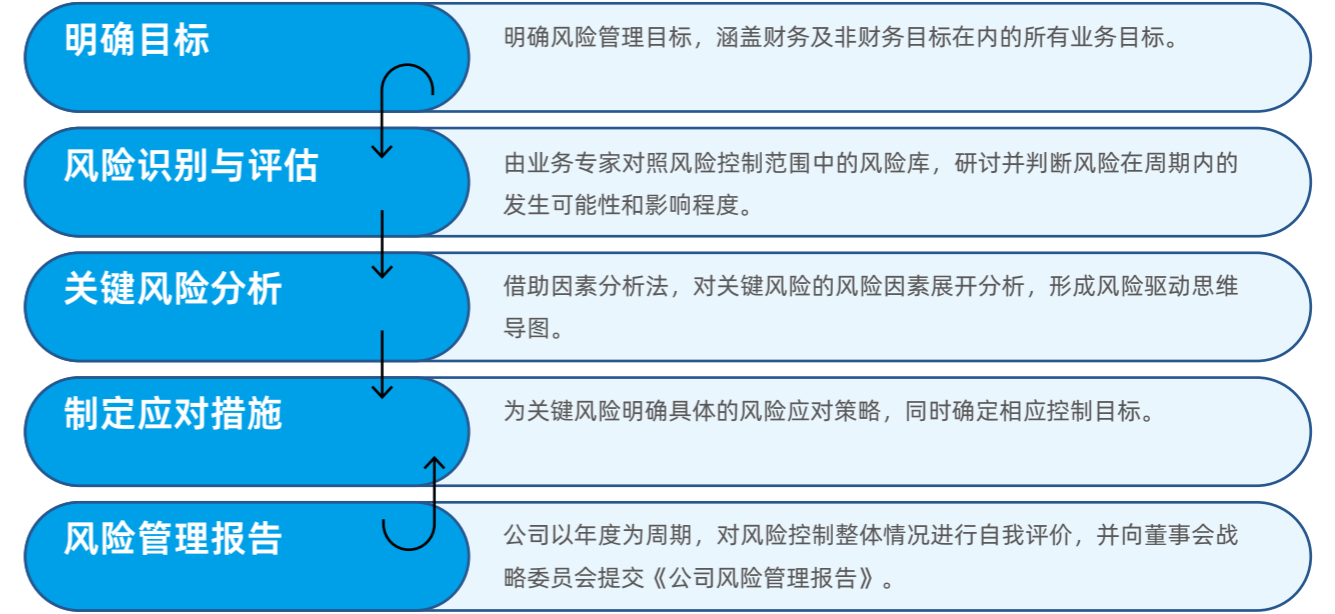 明确目标
明确风险管理目标，涵盖财务及非财务目标在内的所有业务目标。
风险识别与评估
由业务专家对照风险控制范围中的风险库，研讨并判断风险在周期内的
发生可能性和影响程度。
关键风险分析
借助因素分析法，对关键风险的风险因素展开分析，形成风险驱动思维
导图。
制定应对措施
为关键风险明确具体的风险应对策略，同时确定相应控制目标。
风险管理报告
公司以年度为周期，对风险控制整体情况进行自我评价，并向董事会战
略委员会提交《公司风险管理报告》。